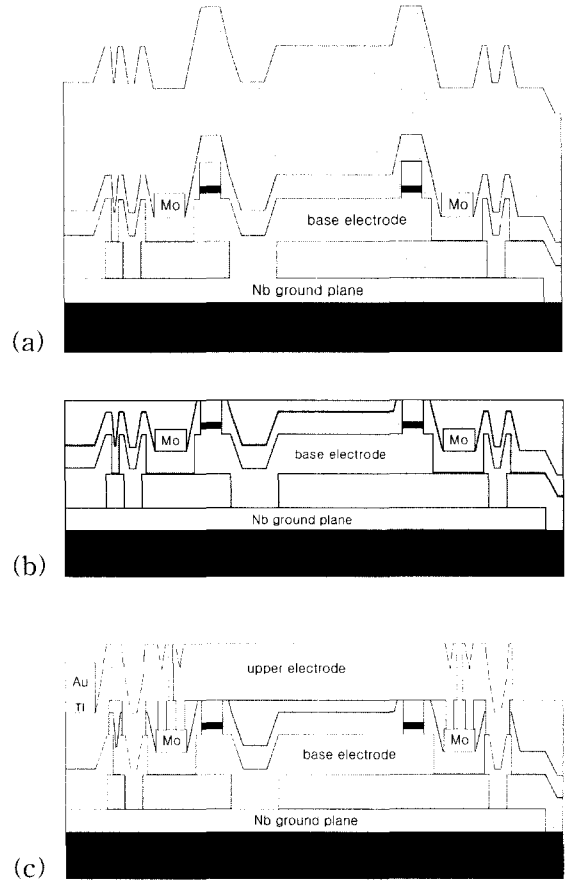 Mo
Mo
base electrode
Nb ground plane
(a)
Mo
Mo
base electrode
Nb ground plane
(b)
upper electrode
Au
TI
Mo
Mo
base electrode
Nb ground plane
(c)